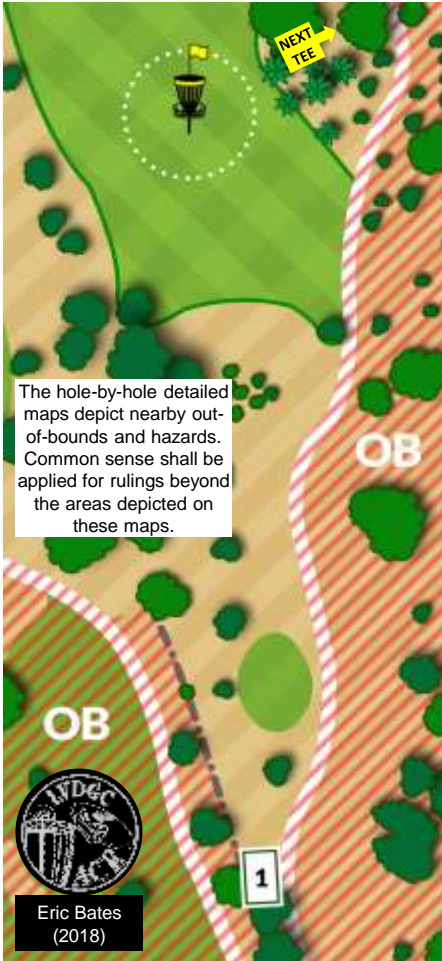 NEXT
TEE
The hole-by-hole detailed
maps depict nearby out-
of-bounds and hazards.
Common sense shall be
applied for rulings beyond
the areas depicted on
these maps.
OB
OB
LVDGC
1
Eric Bates
(2018)